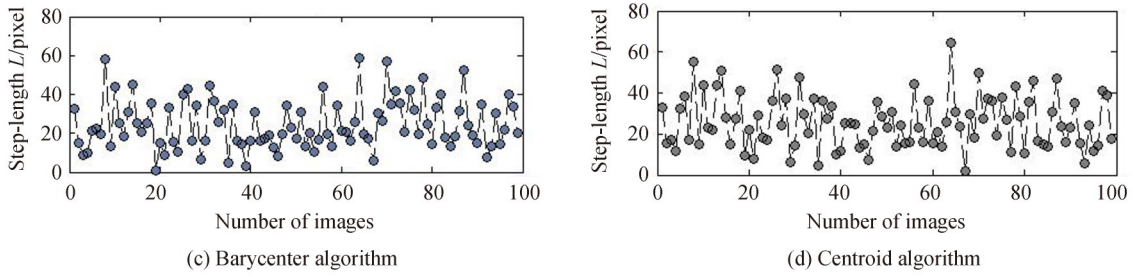 80
60
40
20
0
Step-length L/pixel
0 20 40 60 80 100
Number of images
(c) Barycenter algorithm
80
60
40
20
0
Step-length L/pixel
0 20 40 60 80 100
Number of images
(d) Centroid algorithm